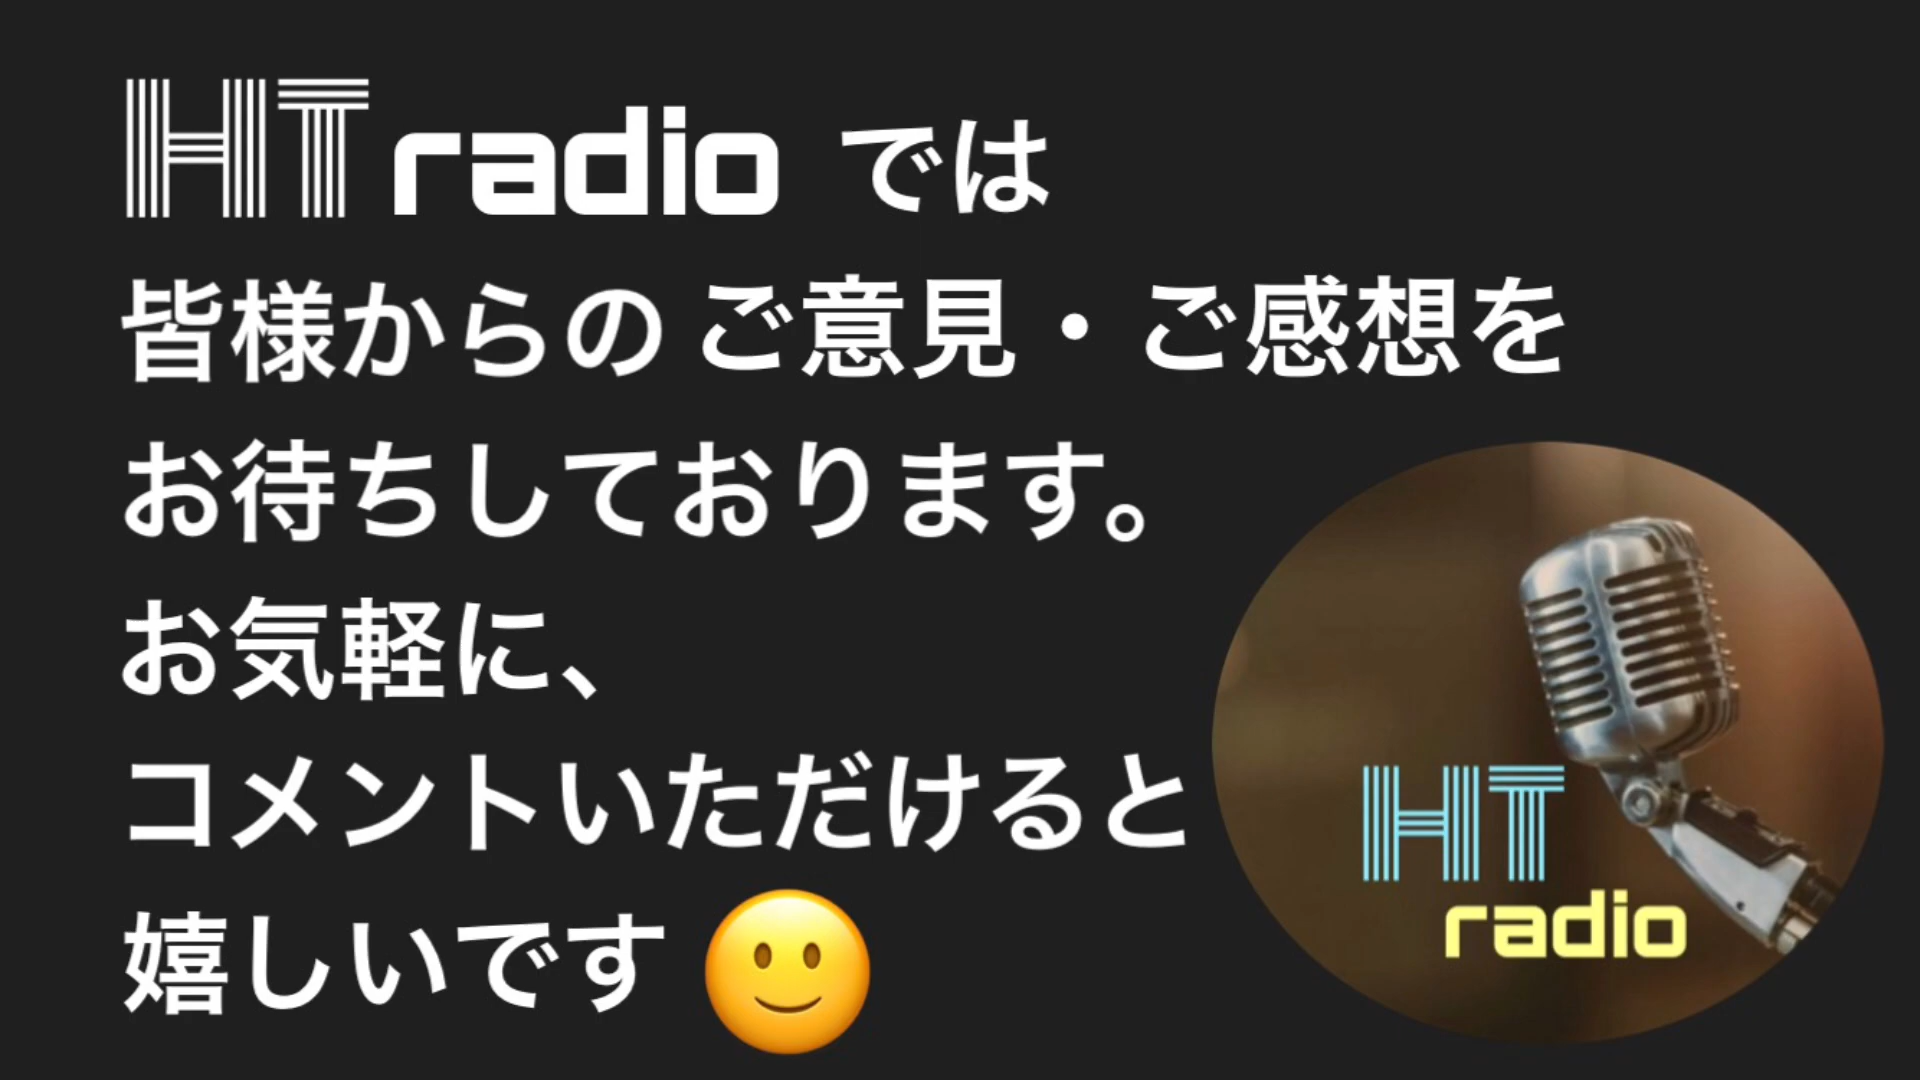 HT radio では
皆様からの ご意見・ご感想を
お待ちしております。
お気軽に、
コメントいただけると
嬉しいです 🙂
HT
radio